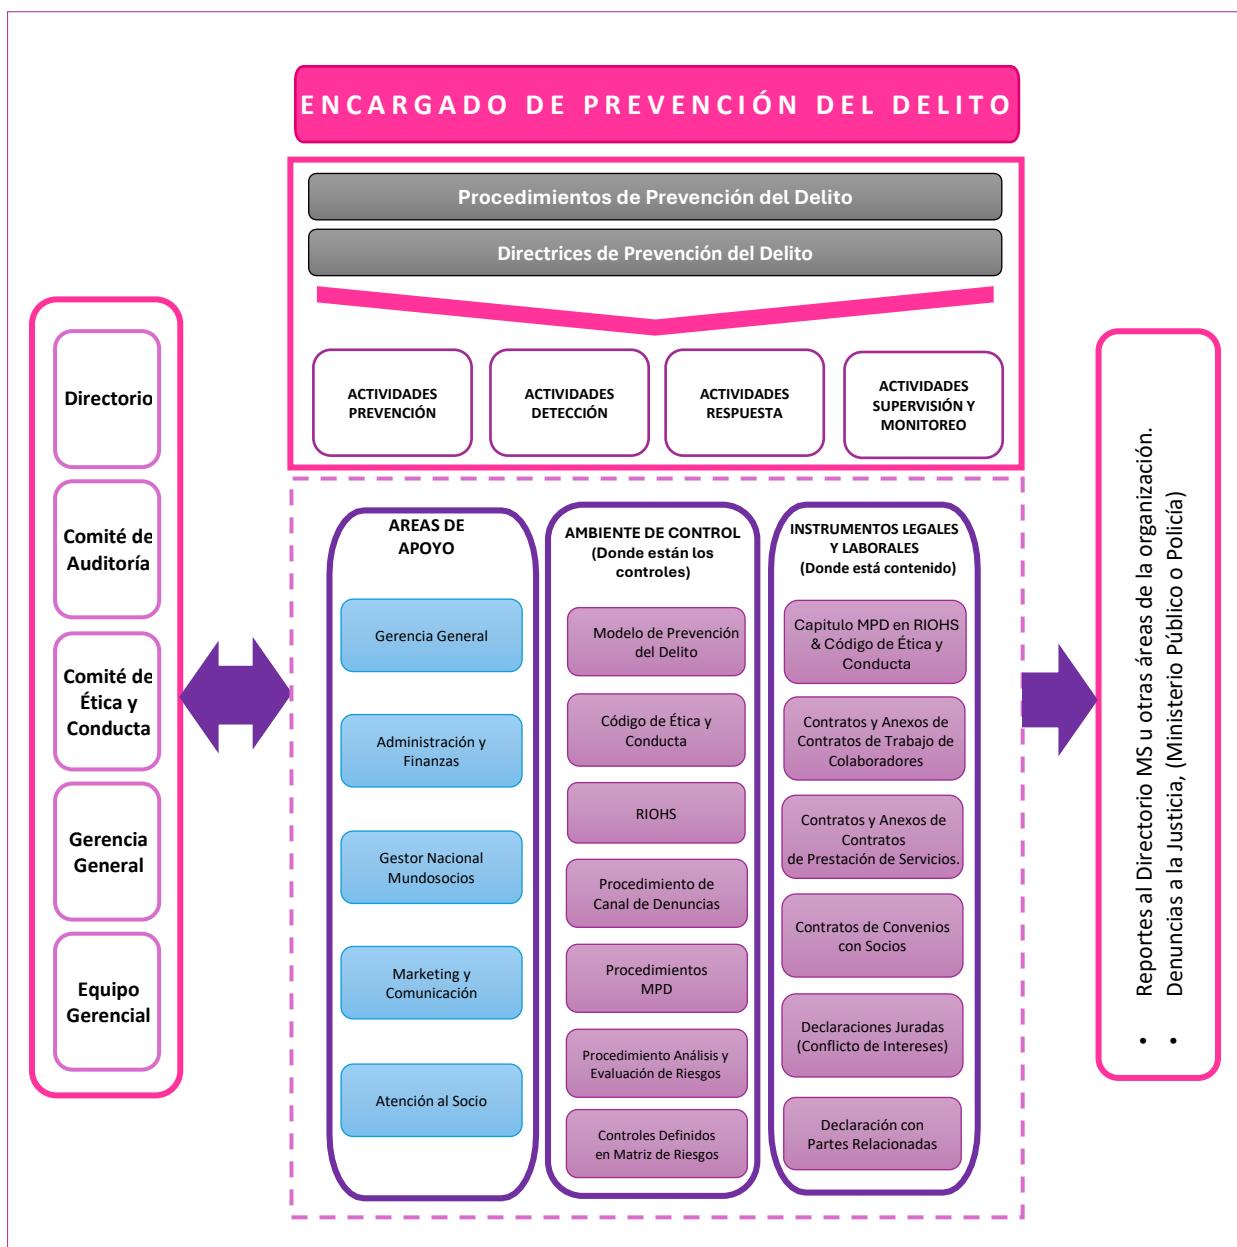 ENCARGADO DE PREVENCIÓN DEL DELITO
Procedimientos de Prevención del Delito
Directrices de Prevención del Delito
ACTIVIDADES
PREVENCIÓN
ACTIVIDADES
DETECCIÓN
ACTIVIDADES
RESPUESTA
ACTIVIDADES
SUPERVISIÓN Y
MONITOREO
Directorio
Comité de
Auditoría
Comité de
Ética y
Conducta
Gerencia
General
Equipo
Gerencial
AREAS DE
APOYO
Gerencia General
Administración y
Finanzas
Gestor Nacional
Mundosocios
Marketing y
Comunicación
Atención al Socio
AMBIENTE DE CONTROL
(Donde están los
controles)
Modelo de Prevención
del Delito
Código de Ética y
Conducta
RIOHS
Procedimiento de
Canal de Denuncias
Procedimientos
MPD
Procedimiento Análisis y
Evaluación de Riesgos
Controles Definidos
en Matriz de Riesgos
INSTRUMENTOS LEGALES
Y LABORALES
(Donde está contenido)
Capitulo MPD en RIOHS
& Código de Ética y
Conducta
Contratos y Anexos de
Contratos de Trabajo de
Colaboradores
Contratos y Anexos de
Contratos
de Prestación de Servicios.
Contratos de Convenios
con Socios
Declaraciones Juradas
(Conflicto de Intereses)
Declaración con
Partes Relacionadas
• Reportes al Directorio MS u otras áreas de la organización.
• Denuncias a la Justicia, (Ministerio Público o Policía)